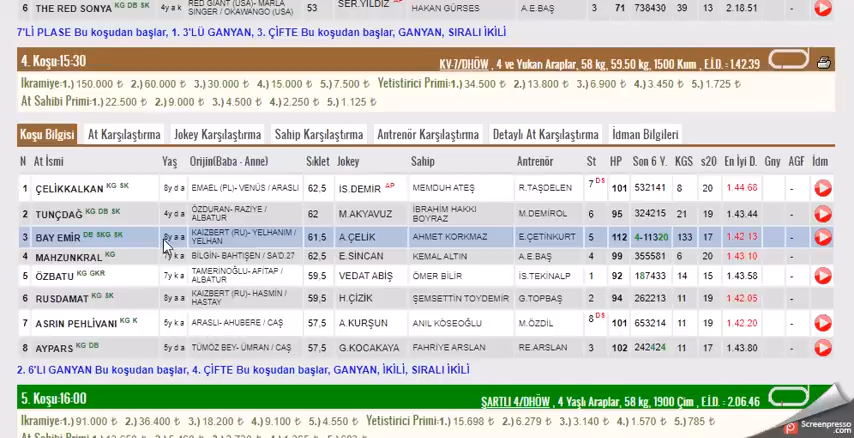 6 THE RED SONYA KG DB SK 4y a k RED GIANT (USA)- MARLA SINGER / OKAWANGO (USA) 53 SER.YILDIZ AP HAKAN GÜRSES A.E.BAŞ 3 71 738430 39 13 2.18.51
7'Lİ PLASE Bu koşudan başlar, 1. 3'LÜ GANYAN, 3. ÇİFTE Bu koşudan başlar, GANYAN, SIRALI İKİLİ
4. Koşu:15:30 KV-7/DHÖW , 4 ve Yukarı Araplar, 58 kg, 59.50 kg, 1500 Kum , E.İ.D. : 1.42.39
Ikramiye:1.) 150.000 ₺ 2.) 60.000 ₺ 3.) 30.000 ₺ 4.) 15.000 ₺ 5.) 7.500 ₺ Yetistirici Primi:1.) 34.500 ₺ 2.) 13.800 ₺ 3.) 6.900 ₺ 4.) 3.450 ₺ 5.) 1.725 ₺
At Sahibi Primi:1.) 22.500 ₺ 2.) 9.000 ₺ 3.) 4.500 ₺ 4.) 2.250 ₺ 5.) 1.125 ₺
Koşu Bilgisi At Karşılaştırma Jokey Karşılaştırma Sahip Karşılaştırma Antrenör Karşılaştırma Detaylı At Karşılaştırma İdman Bilgileri
N At İsmi Yaş Orijin(Baba - Anne) Sıklet Jokey Sahip Antrenör St HP Son 6 Y. KGS s20 En İyi D. Gny AGF İdm
1 ÇELİKKALKAN KG SK 8y d a EMAEL (PL)- VENÜS / ARASLI 62,5 IS.DEMİR AP MEMDUH ATEŞ R.TAŞDELEN 7 DS 101 532141 8 20 1.44.68 -
2 TUNÇDAĞ KG DB SK 8y d a ÖZDURAN- RAZİYE / ALBATUR 62 M.AKYAVUZ İBRAHİM HAKKI BOYRAZ M.DEMİROL 6 95 324215 21 19 1.43.44 -
3 BAY EMİR DB SKG SK 8y a a KAIZBERT (RU)- YELHANIM / YELHAN 61,5 A.ÇELİK AHMET KORKMAZ E.ÇETİNKURT 5 112 4-11320 133 17 1.42.13 -
4 MAHZUNKRAL KG 7y k a BİLGİN- BAHTIŞEN / SAD.27 60 E.SİNCAN KEMAL ALTIN A.E.BAŞ 4 99 355581 6 20 1.43.10 -
5 ÖZBATU KG GKR 7y k a TAMERİNOĞLU- AFİTAP / ALBATUR 59,5 VEDAT ABİŞ ÖMER BİLİR İS.TEKİNALP 1 92 187433 14 15 1.43.58 -
6 RUSDAMAT KG SK 8y a a KAIZBERT (RU)- HASMİN / HASTAY 59,5 H.ÇİZİK ŞEMSETTİN TOYDEMİR G.TOPBAŞ 2 94 262213 11 19 1.42.05 -
7 ASRIN PEHLİVANI KG K 5y k a ARASLI- AHUBERE / CAŞ 57,5 A.KURŞUN ANIL KÖSEOĞLU M.ÖZDİL 8 DS 101 653214 11 19 1.42.20 -
8 AYPARS KG DB 5y d a TÜMÖZ BEY- ÜMRAN / CAŞ 57,5 G.KOCAKAYA FAHRİYE ARSLAN RE.ARSLAN 3 102 242424 11 17 1.43.80 -
2. 6'LI GANYAN Bu koşudan başlar, 4. ÇİFTE Bu koşudan başlar, GANYAN, İKİLİ, SIRALI İKİLİ
5. Koşu:16:00 ŞARTLI 4/DHÖW , 4 Yaşlı Araplar, 58 kg, 1900 Çim , E.İ.D. : 2.06.46
Ikramiye:1.) 91.000 ₺ 2.) 36.400 ₺ 3.) 18.200 ₺ 4.) 9.100 ₺ 5.) 4.550 ₺ Yetistirici Primi:1.) 15.698 ₺ 2.) 6.279 ₺ 3.) 3.140 ₺ 4.) 1.570 ₺ 5.) 785 ₺
Screenpresso
.com